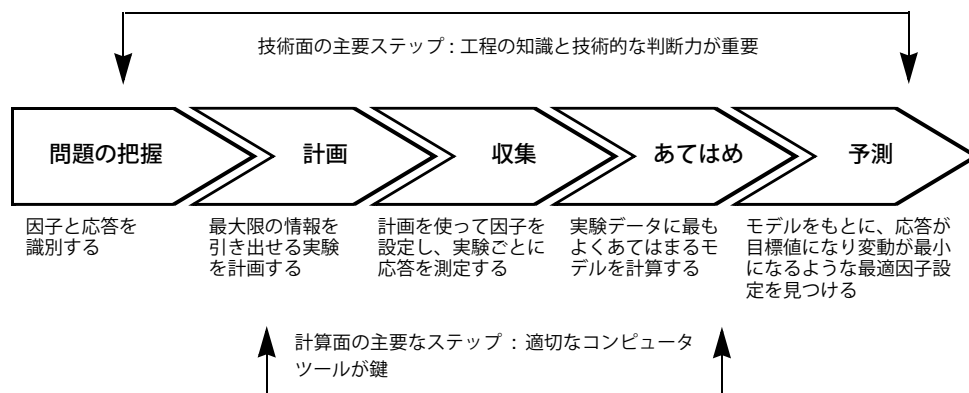 技術面の主要ステップ : 工程の知識と技術的な判断力が重要
問題の把握
計画
収集
あてはめ
予測
因子と応答を
識別する
最大限の情報を
引き出せる実験
を計画する
計画を使って因子を
設定し、実験ごとに
応答を測定する
実験データに最も
よくあてはまるモ
デルを計算する
モデルをもとに、応答が
目標値になり変動が最小
になるような最適因子設
定を見つける
計算面の主要なステップ : 適切なコンピュータ
ツールが鍵